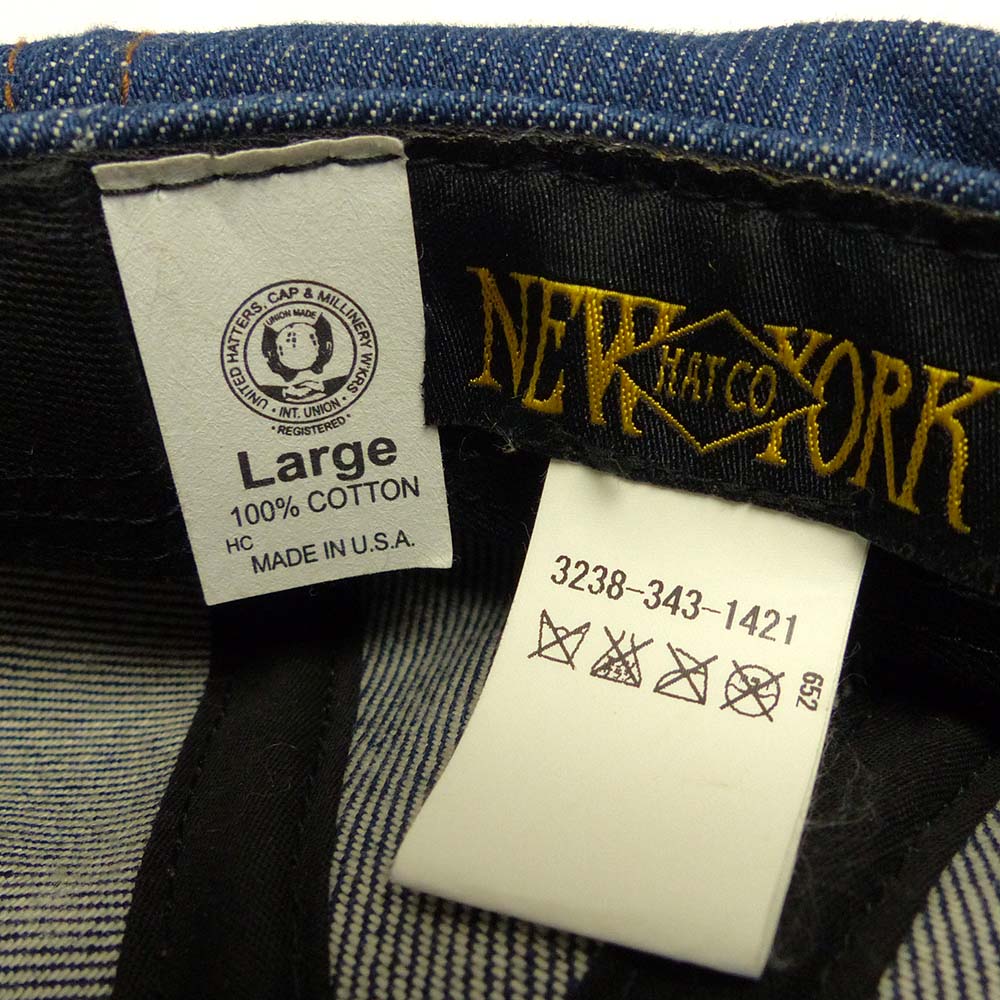 UNITED HATTERS, CAP & MILLINERY W'KRS
UNION MADE
· INT. UNION ·
· REGISTERED ·
Large
100% COTTON
HC
MADE IN U.S.A.
NEW YORK
HAT CO.
3238-343-1421
652